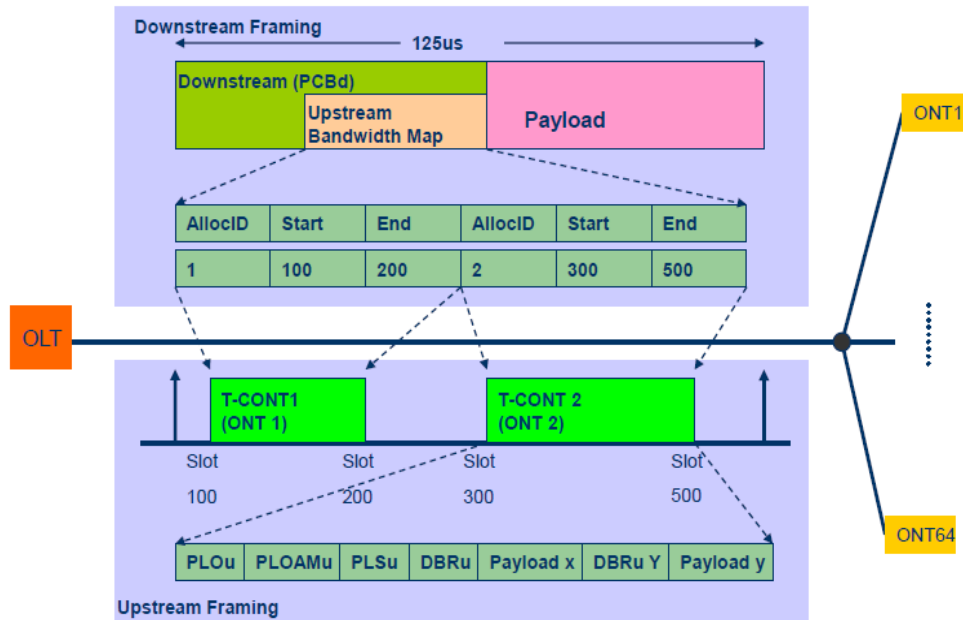 Downstream Framing
125us
Downstream (PCBd)
Upstream
Bandwidth Map
Payload
ONT1
AllocID Start End AllocID Start End
1 100 200 2 300 500
OLT
T-CONT1
(ONT 1)
T-CONT 2
(ONT 2)
Slot Slot Slot Slot
100 200 300 500
ONT64
PLOu PLOAMu PLSu DBRu Payload x DBRu Y Payload y
Upstream Framing